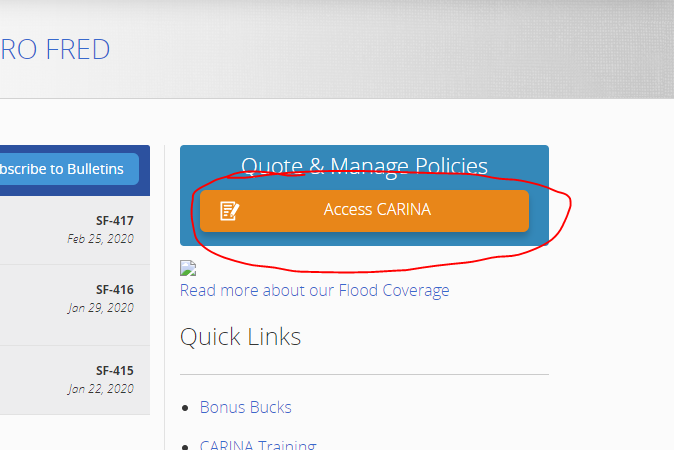 RO FRED
bscribe to Bulletins
Quote & Manage Policies
Access CARINA
SF-417
Feb 25, 2020
SF-416
Jan 29, 2020
SF-415
Jan 22, 2020
Read more about our Flood Coverage
Quick Links
Bonus Bucks
CARINA Training